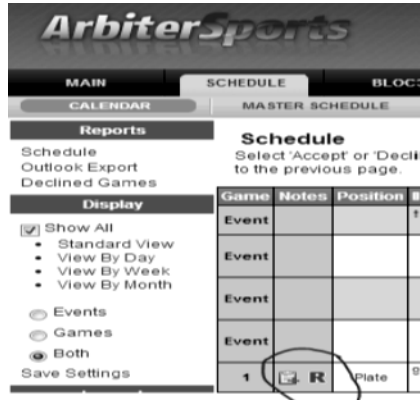 ArbiterSports
MAIN SCHEDULE
CALENDAR MASTER SCHEDULE
Reports
Schedule
Outlook Export
Declined Games
Display
Show All
• Standard View
• View By Day
• View By Week
• View By Month
Events
Games
Both
Save Settings
Schedule
Select 'Accept' or
to the previous page.
Game Notes Position
Event
Event
Event
Event
1 R Plate